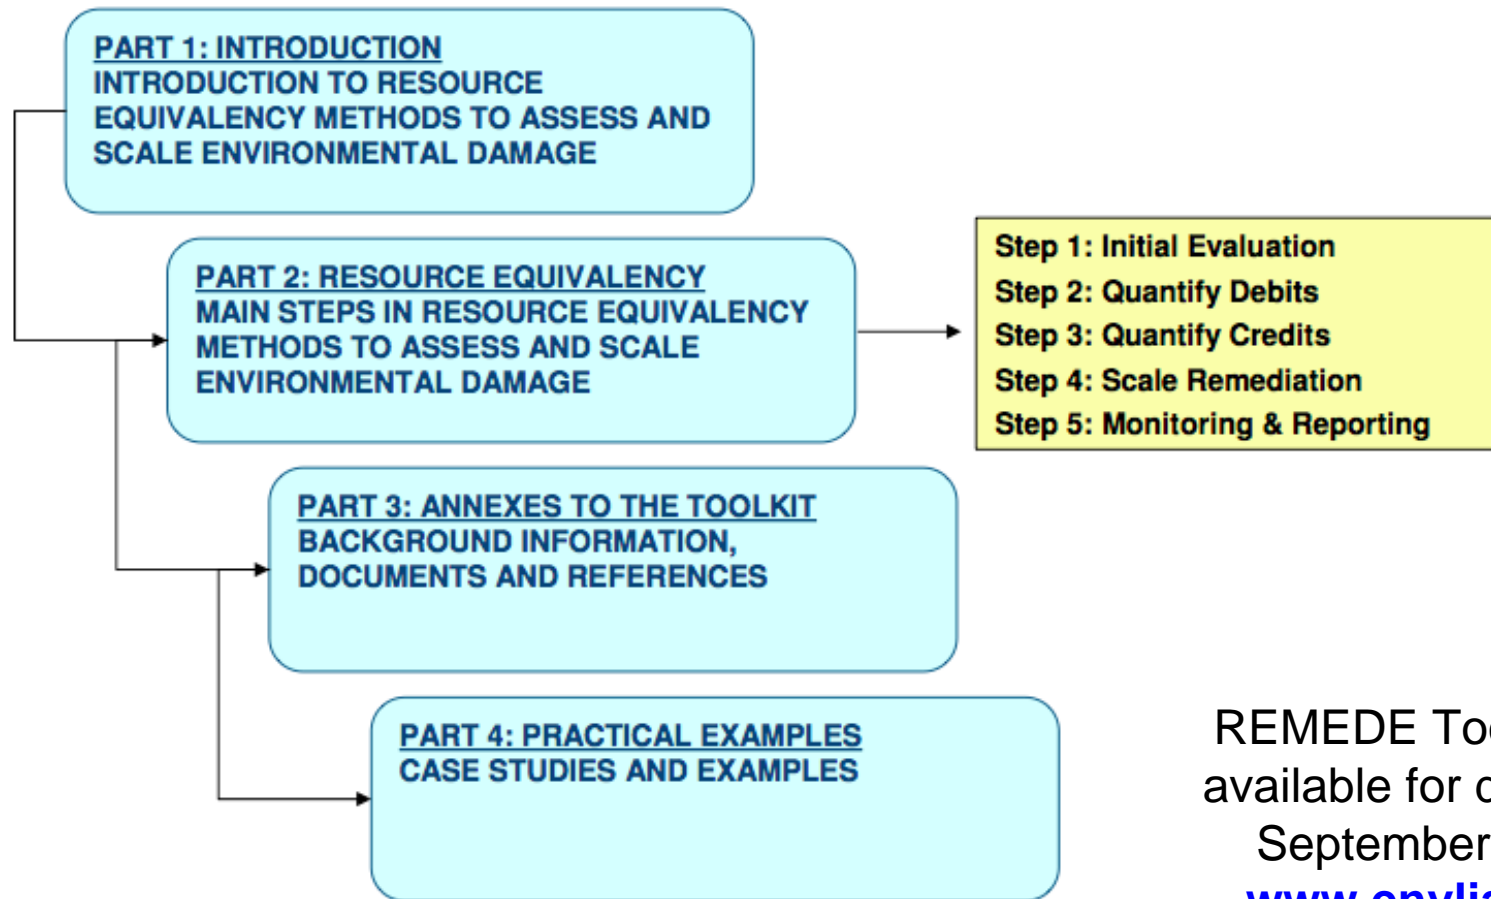 PART 1: INTRODUCTION
INTRODUCTION TO RESOURCE
EQUIVALENCY METHODS TO ASSESS AND
SCALE ENVIRONMENTAL DAMAGE
PART 2: RESOURCE EQUIVALENCY
MAIN STEPS IN RESOURCE EQUIVALENCY
METHODS TO ASSESS AND SCALE
ENVIRONMENTAL DAMAGE
Step 1: Initial Evaluation
Step 2: Quantify Debits
Step 3: Quantify Credits
Step 4: Scale Remediation
Step 5: Monitoring & Reporting
PART 3: ANNEXES TO THE TOOLKIT
BACKGROUND INFORMATION,
DOCUMENTS AND REFERENCES
PART 4: PRACTICAL EXAMPLES
CASE STUDIES AND EXAMPLES
REMEDE
available for
September